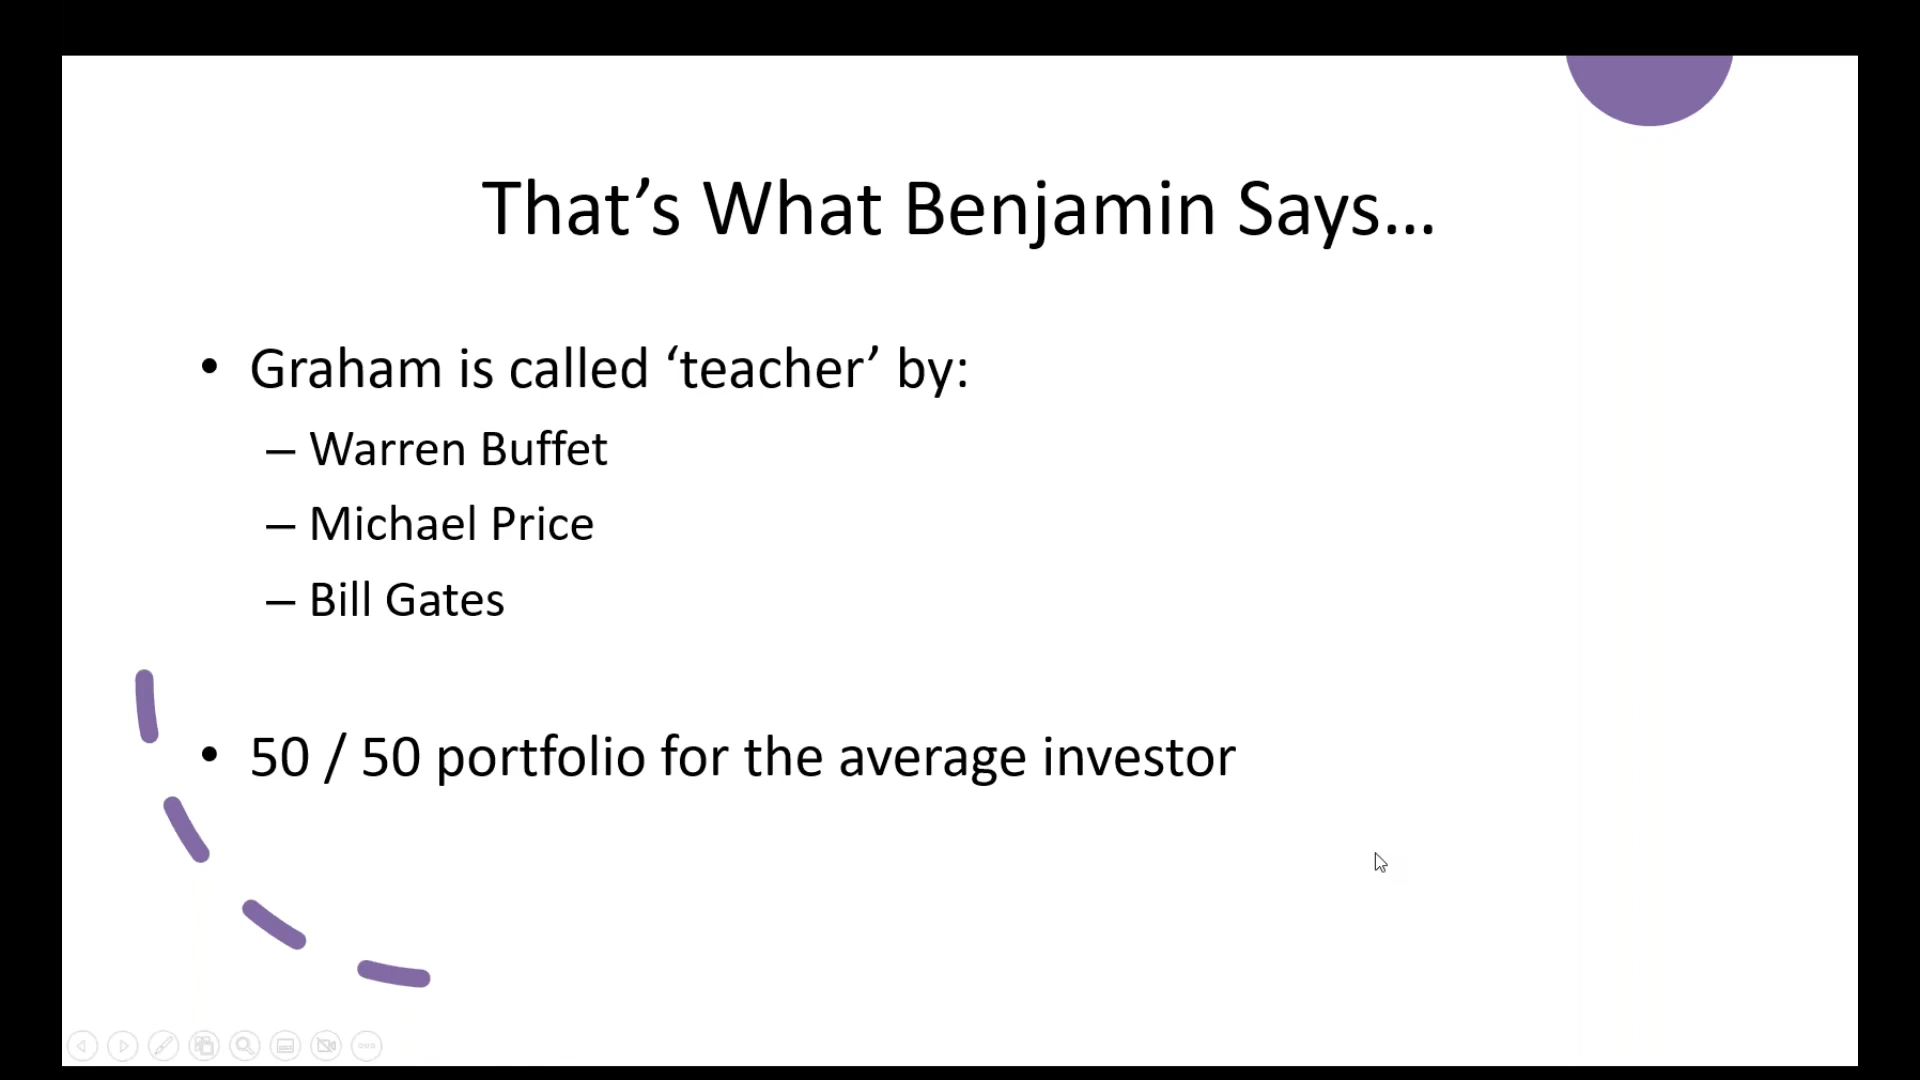 That’s What Benjamin Says...
• Graham is called ‘teacher’ by:
– Warren Buffet
– Michael Price
– Bill Gates
• 50 / 50 portfolio for the average investor